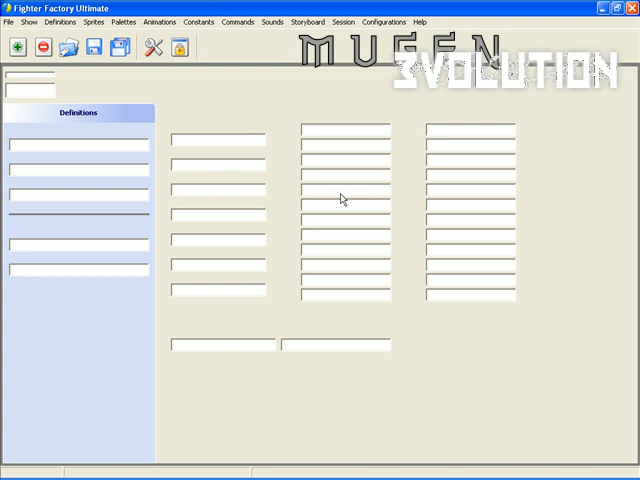 Fighter Factory Ultimate
File Show Definitions Sprites Palettes Animations Constants Commands Sounds Storyboard Session Configurations Help
MUGEN
3VOLUTION
Definitions